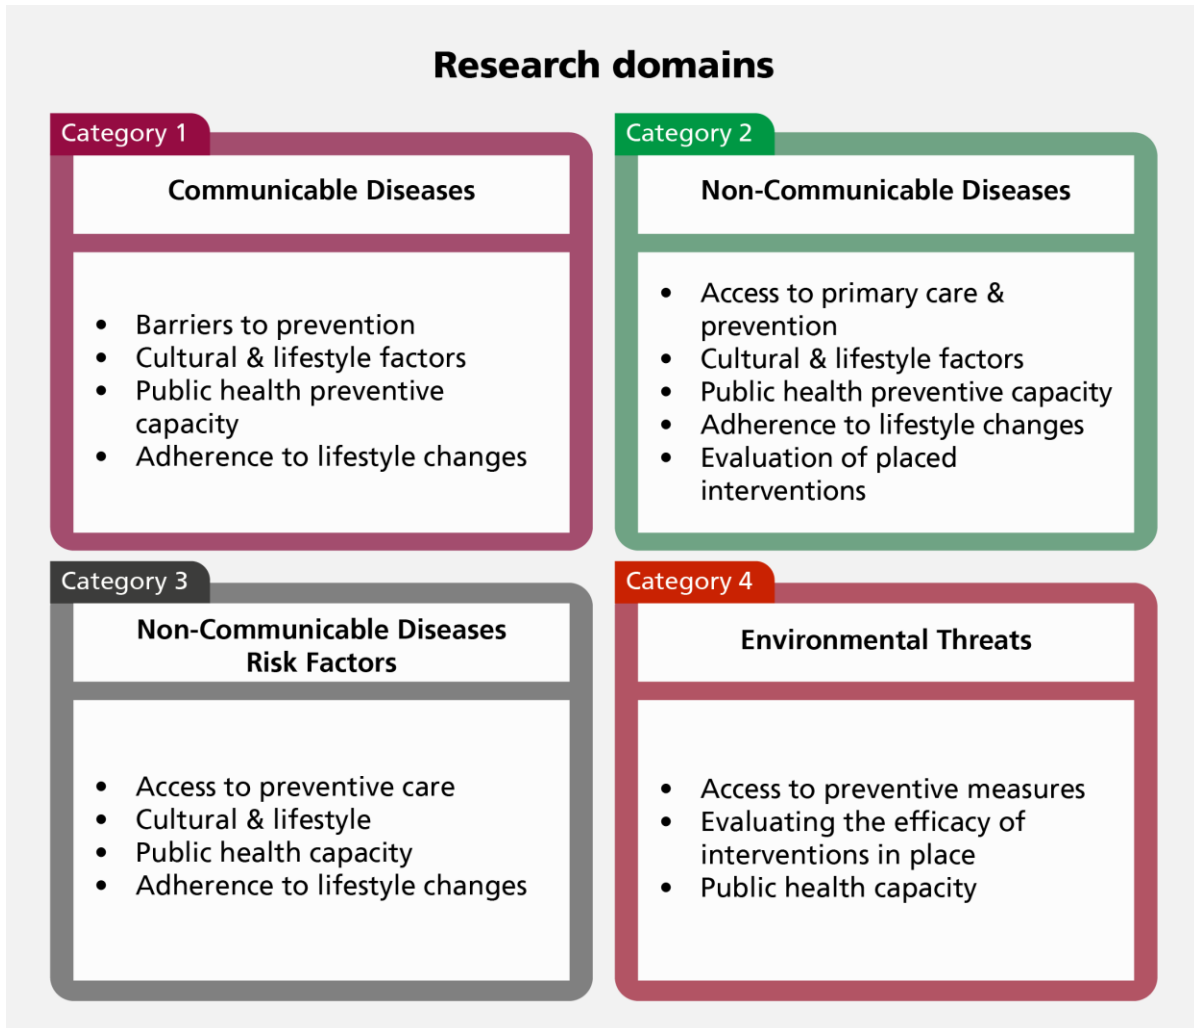 Research domains
Category 1
Communicable Diseases
• Barriers to prevention
• Cultural & lifestyle factors
• Public health preventive
capacity
• Adherence to lifestyle changes
Category 2
Non-Communicable Diseases
• Access to primary care &
prevention
• Cultural & lifestyle factors
• Public health preventive capacity
• Adherence to lifestyle changes
• Evaluation of placed
interventions
Category 3
Non-Communicable Diseases
Risk Factors
• Access to preventive care
• Cultural & lifestyle
• Public health capacity
• Adherence to lifestyle changes
Category 4
Environmental Threats
• Access to preventive measures
• Evaluating the efficacy of
interventions in place
• Public health capacity